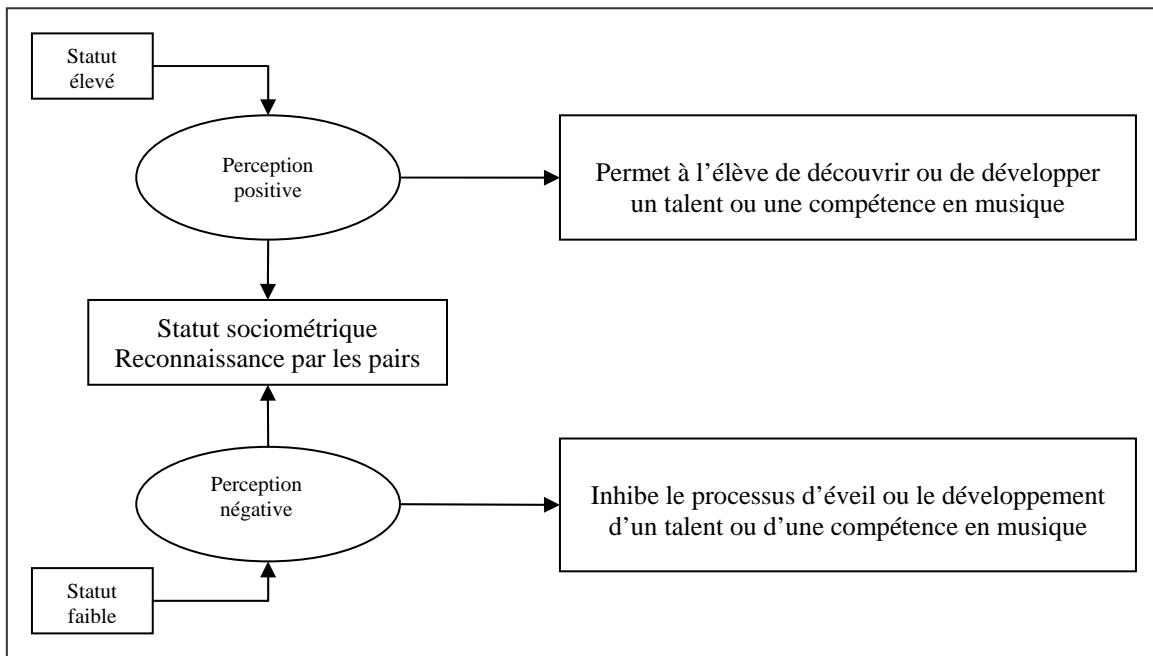 Statut
élevé
Perception
positive
Permet à l’élève de découvrir ou de développer
un talent ou une compétence en musique
Statut sociométrique
Reconnaissance par les pairs
Perception
négative
Inhibe le processus d’éveil ou le développement
d’un talent ou d’une compétence en musique
Statut
faible